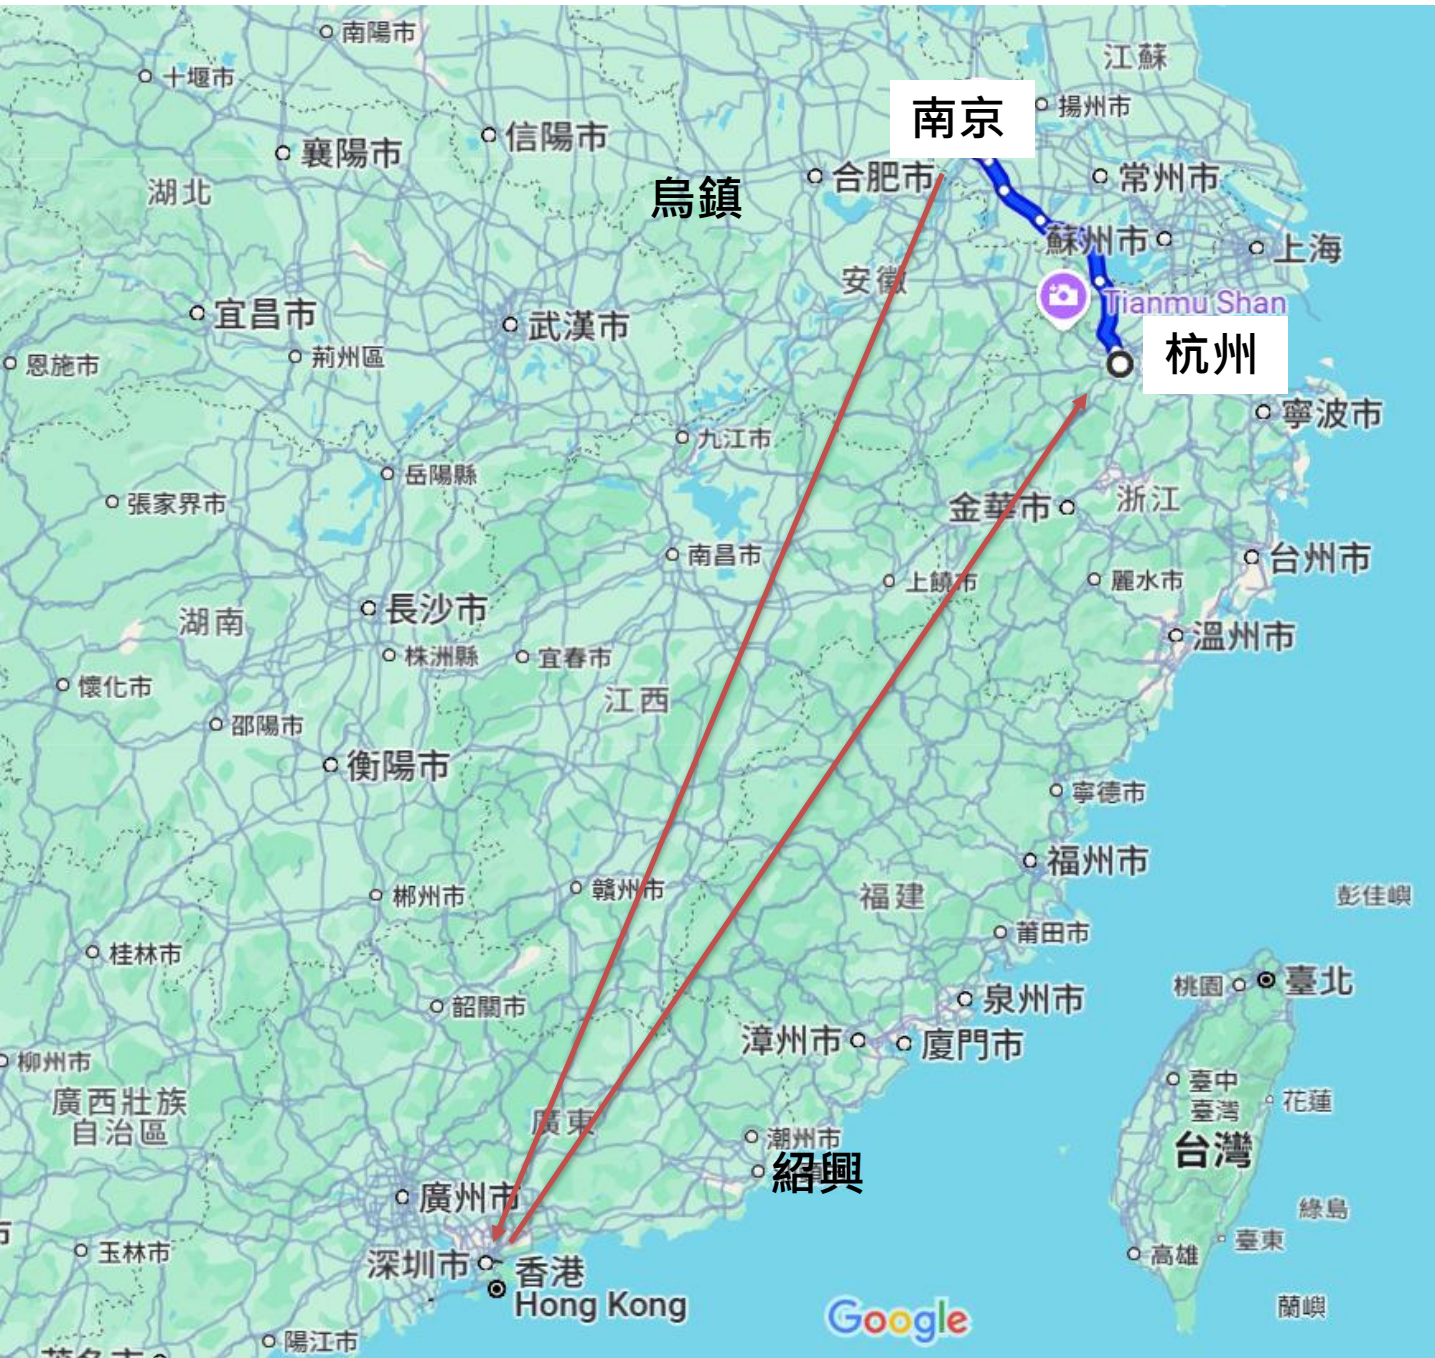 南陽市
江蘇
十堰市
南京
揚州市
信陽市
襄陽市
合肥市
常州市
湖北
烏鎮
蘇州市
上海
安徽
Tianmu Shan
宜昌市
武漢市
荊州區
杭州
恩施市
寧波市
九江市
岳陽縣
張家界市
金華市
浙江
南昌市
台州市
上饒市
麗水市
長沙市
湖南
溫州市
株洲縣
宜春市
懷化市
江西
邵陽市
衡陽市
寧德市
福州市
郴州市
贛州市
福建
彭佳嶼
莆田市
桂林市
桃園
臺北
韶關市
泉州市
漳州市
廈門市
柳州市
臺中
廣西壯族
自治區
臺灣
花蓮
廣東
潮州市
台灣
紹興
廣州市
綠島
市
玉林市
臺東
高雄
深圳市
香港
Hong Kong
蘭嶼
Google
陽江市